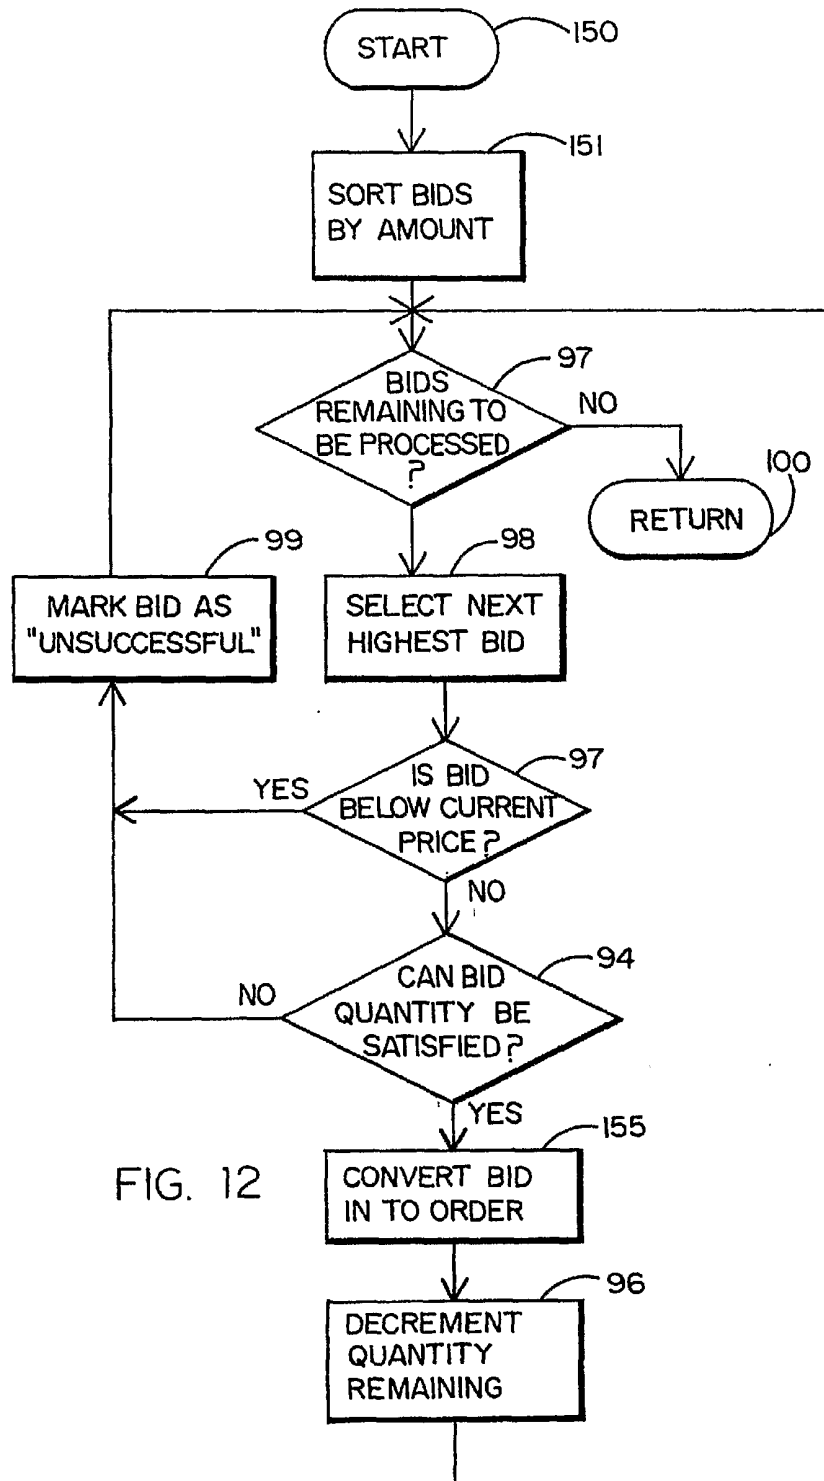 START
150
151
SORT BIDS
BY AMOUNT
97
BIDS
REMAINING TO
BE PROCESSED
?
NO
100
RETURN
99
98
MARK BID AS
"UNSUCCESSFUL"
SELECT NEXT
HIGHEST BID
97
YES
IS BID
BELOW CURRENT
PRICE?
NO
94
NO
CAN BID
QUANTITY BE
SATISFIED?
YES
155
FIG. 12
CONVERT BID
IN TO ORDER
96
DECREMENT
QUANTITY
REMAINING